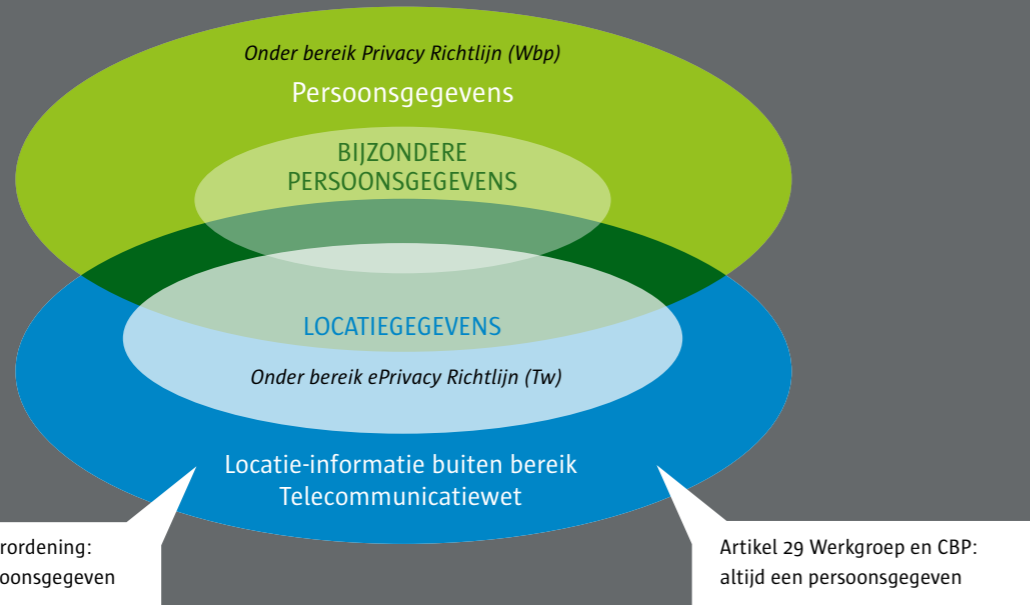 Onder bereik Privacy Richtlijn (Wbp)
Persoonsgegevens
BIJZONDERE
PERSOONSGEGEVENS
LOCATIEGEGEVENS
Onder bereik ePrivacy Richtlijn (Tw)
Locatie-informatie buiten bereik
Telecommunicatiewet
Artikel 29 Werkgroep en CBP:
altijd een persoonsgegeven